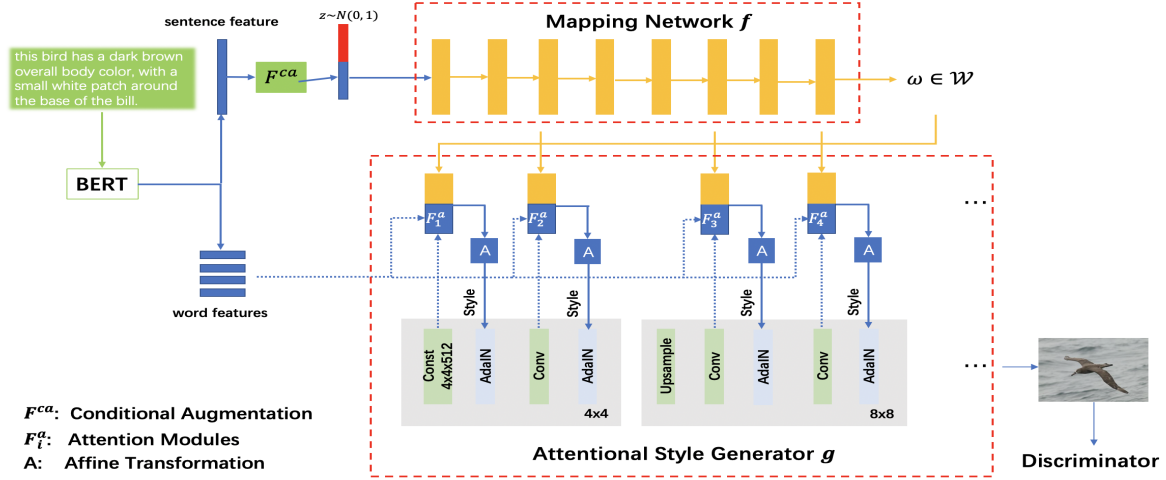 sentence feature
z~N(0, 1)
Mapping Network f
this bird has a dark brown
overall body color, with a
small white patch around
the base of the bill.
F^ca
ω ∈ 𝒲
BERT
F_1^a
F_2^a
F_3^a
F_4^a
...
A
A
A
A
word features
Style
Style
Style
Style
Const
4x4x512
AdaIN
Conv
AdaIN
Upsample
Conv
AdaIN
Conv
AdaIN
...
4x4
8x8
F^ca: Conditional Augmentation
F_i^a: Attention Modules
A: Affine Transformation
Attentional Style Generator g
Discriminator